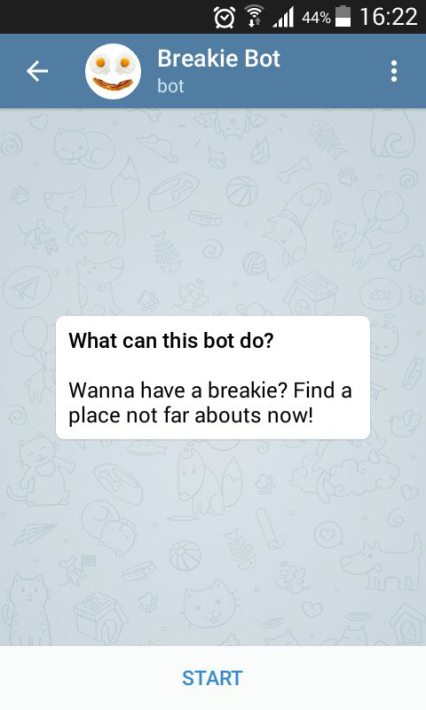 44% 16:22
Breakie Bot
bot
What can this bot do?
Wanna have a breakie? Find a
place not far abouts now!
START